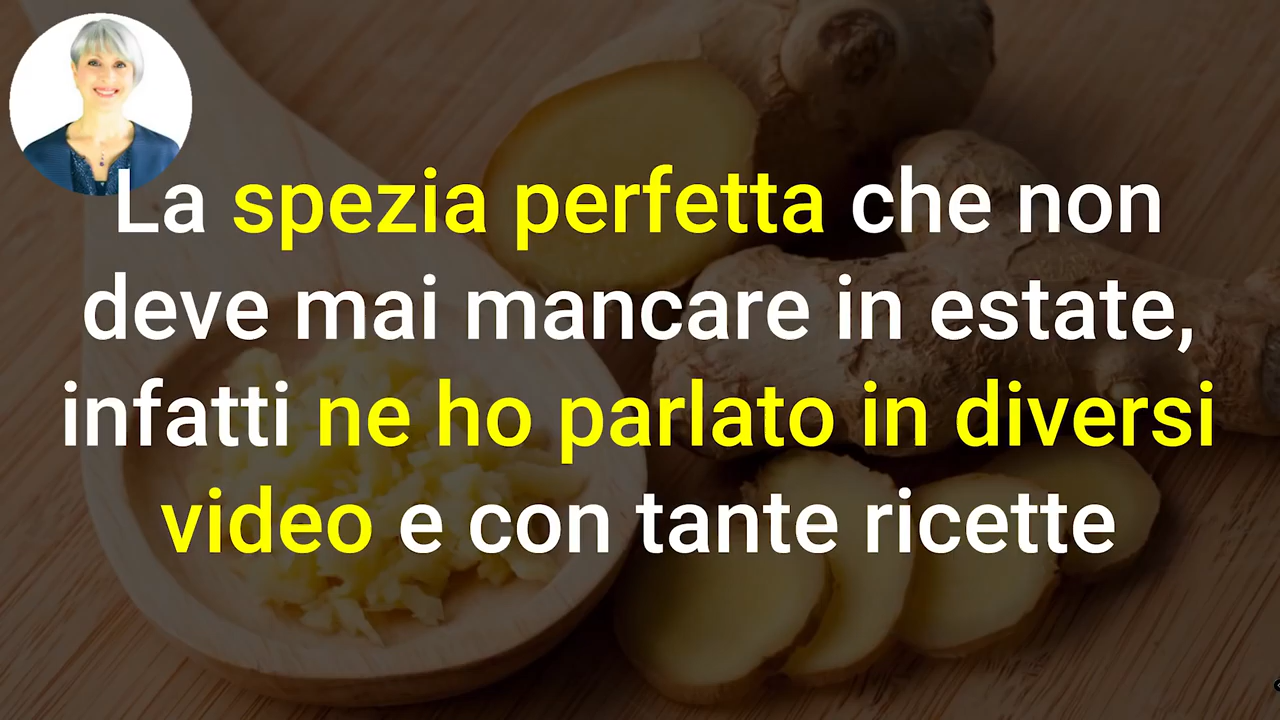 La spezia perfetta che non
deve mai mancare in estate,
infatti ne ho parlato in diversi
video e con tante ricette